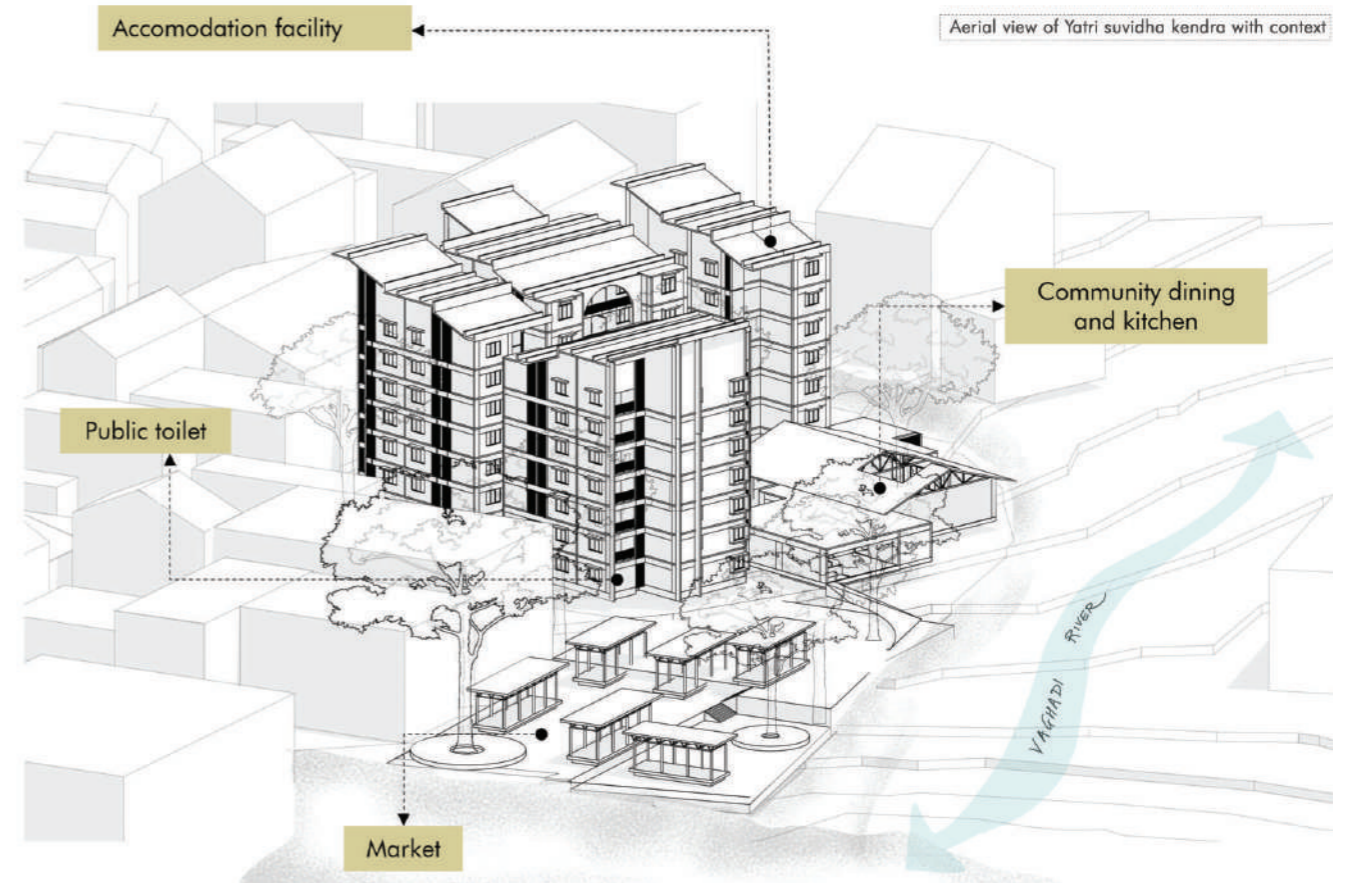 Accomodation facility
Aerial view of Yatri suvidha kendra with context
Community dining
and kitchen
Public toilet
VAGHADI RIVER
Market